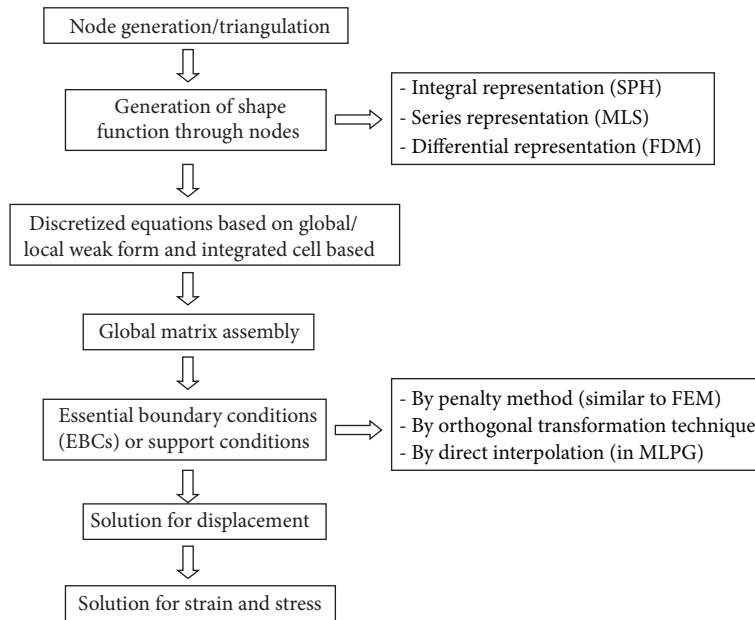 Node generation/triangulation
Generation of shape
function through nodes
- Integral representation (SPH)
- Series representation (MLS)
- Differential representation (FDM)
Discretized equations based on global/
local weak form and integrated cell based
Global matrix assembly
Essential boundary conditions
(EBCs) or support conditions
- By penalty method (similar to FEM)
- By orthogonal transformation technique
- By direct interpolation (in MLPG)
Solution for displacement
Solution for strain and stress